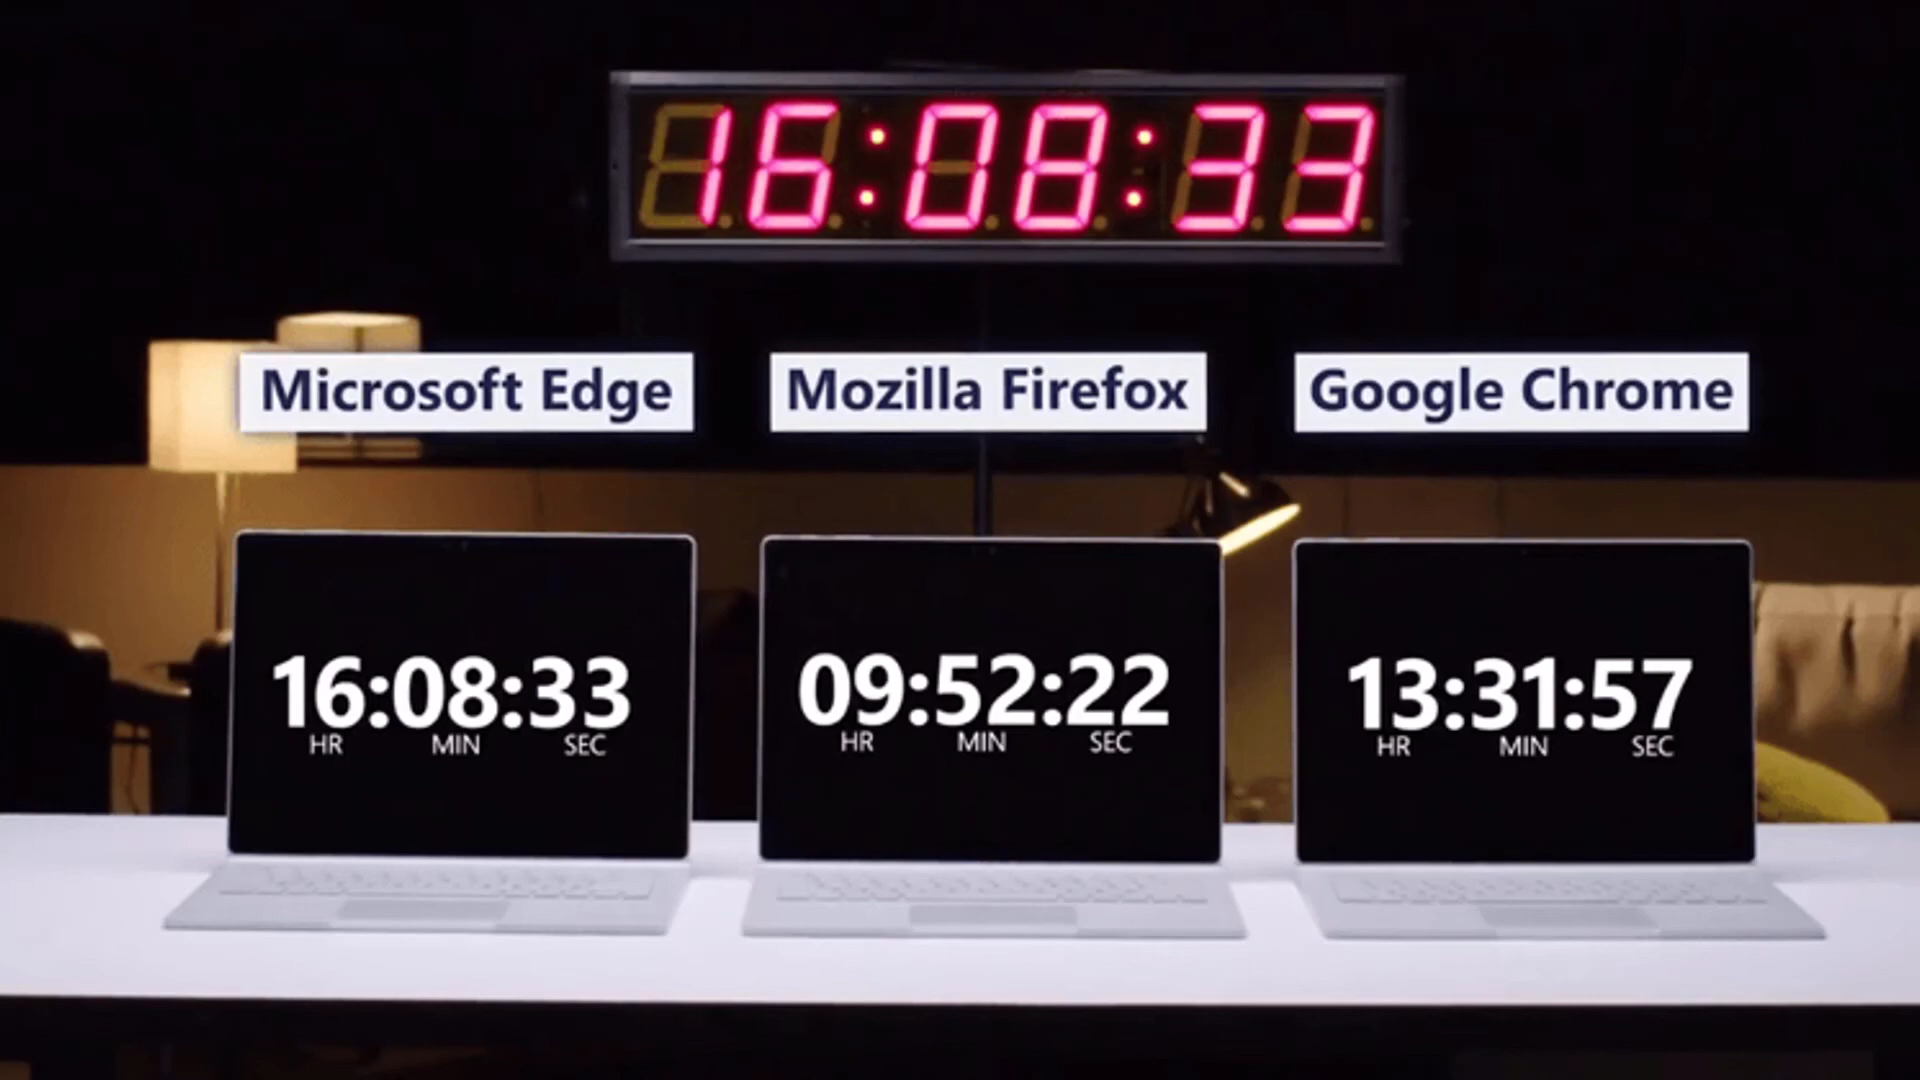 16:08:33
Microsoft Edge
Mozilla Firefox
Google Chrome
16:08:33
HR MIN SEC
09:52:22
HR MIN SEC
13:31:57
HR MIN SEC